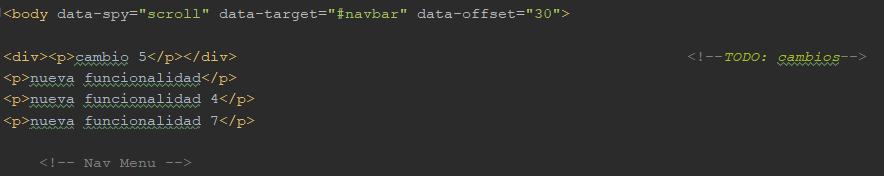 <body data-spy="scroll" data-target="#navbar" data-offset="30">
<div><p>cambio 5</p></div> <!--TODO: cambios-->
<p>nueva funcionalidad</p>
<p>nueva funcionalidad 4</p>
<p>nueva funcionalidad 7</p>
<!-- Nav Menu -->